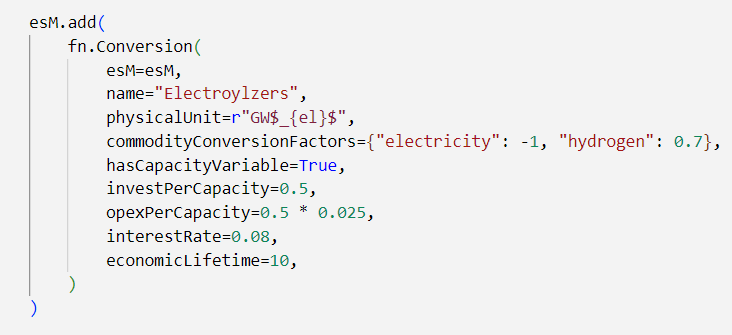 esM.add(
fn.Conversion(
esM=esM,
name="Electroylzers",
physicalUnit=r"GW$_{el}$",
commodityConversionFactors={"electricity": -1, "hydrogen": 0.7},
hasCapacityVariable=True,
investPerCapacity=0.5,
opexPerCapacity=0.5 * 0.025,
interestRate=0.08,
economicLifetime=10,
)
)